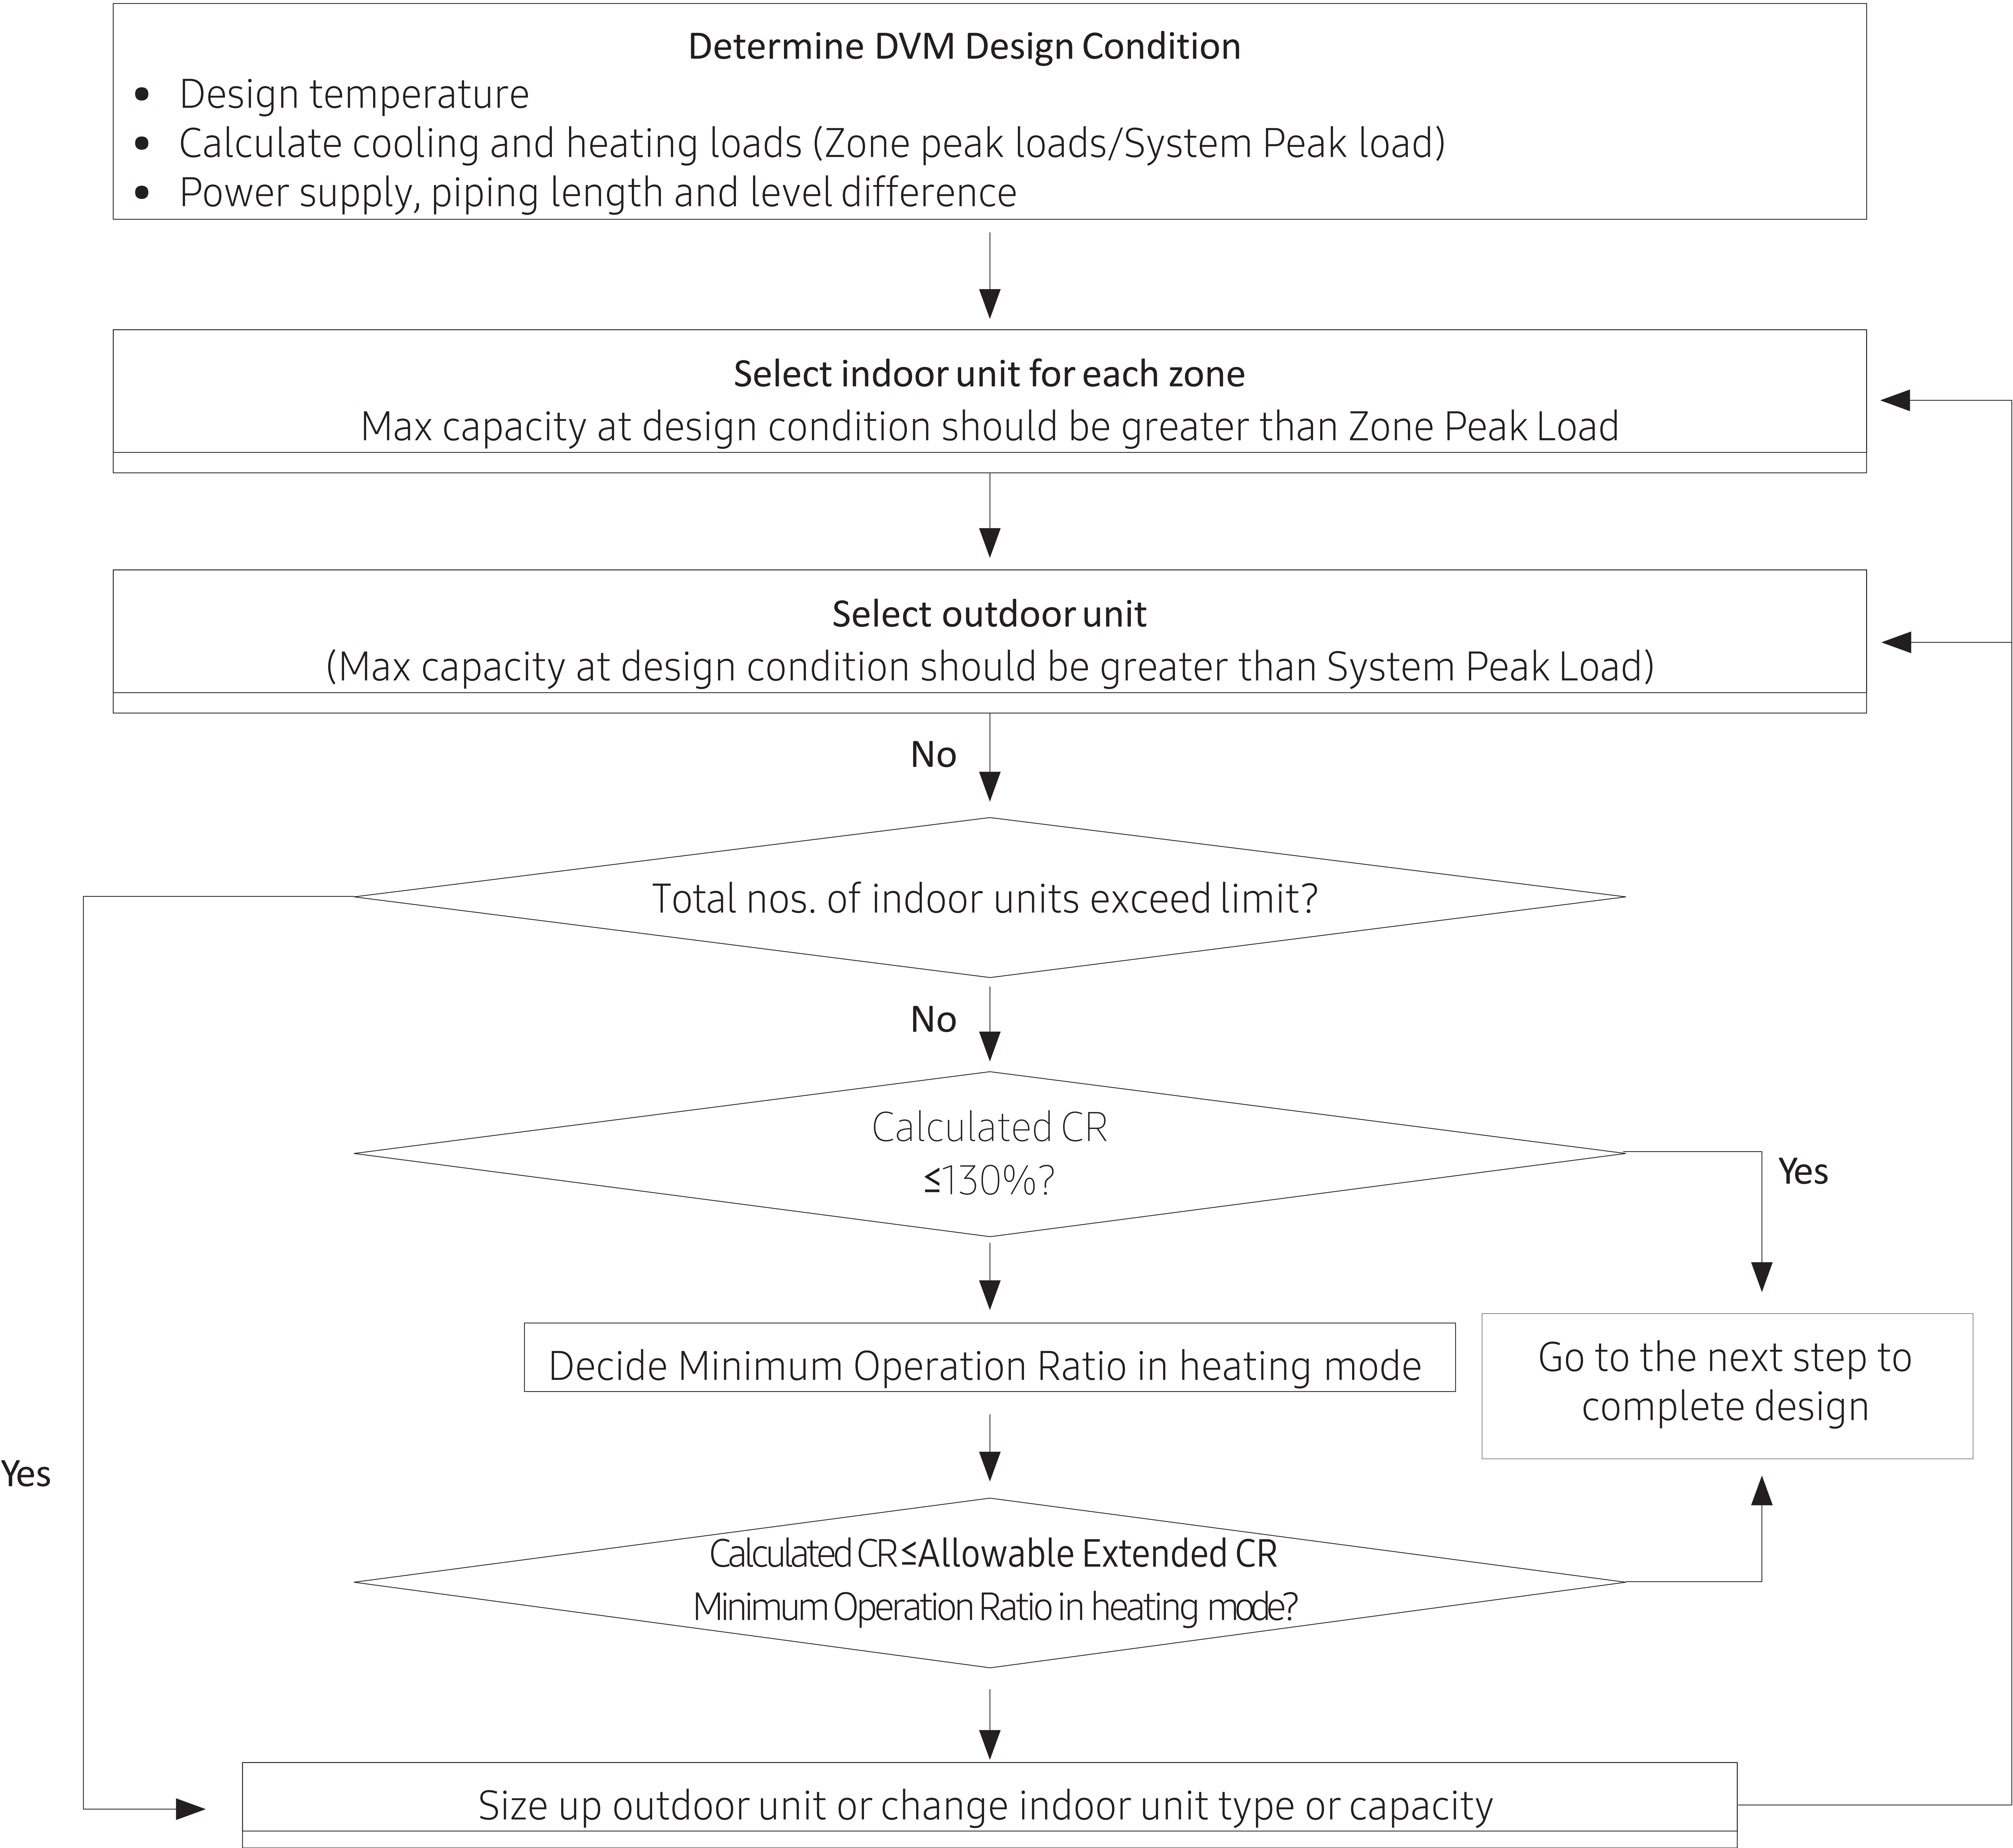 Determine DVM Design Condition
• Design temperature
• Calculate cooling and heating loads (Zone peak loads/System Peak load)
• Power supply, piping length and level difference
Select indoor unit for each zone
Max capacity at design condition should be greater than Zone Peak Load
Select outdoor unit
(Max capacity at design condition should be greater than System Peak Load)
No
Total nos. of indoor units exceed limit?
No
Calculated CR
≤130%?
Yes
Decide Minimum Operation Ratio in heating mode
Go to the next step to
complete design
Yes
Calculated CR≤Allowable Extended CR
Minimum Operation Ratio in heating mode?
Size up outdoor unit or change indoor unit type or capacity